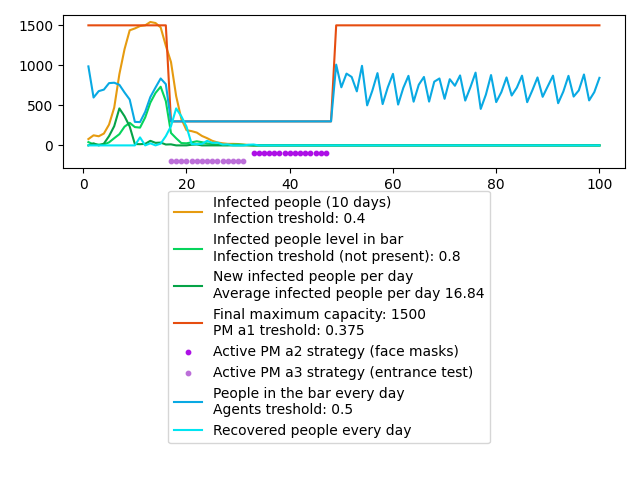 1500
1000
500
0
0
20
40
60
80
100
Infected people (10 days)
Infection treshold: 0.4
Infected people level in bar
Infection treshold (not present): 0.8
New infected people per day
Average infected people per day 16.84
Final maximum capacity: 1500
PM a1 treshold: 0.375
Active PM a2 strategy (face masks)
Active PM a3 strategy (entrance test)
People in the bar every day
Agents treshold: 0.5
Recovered people every day